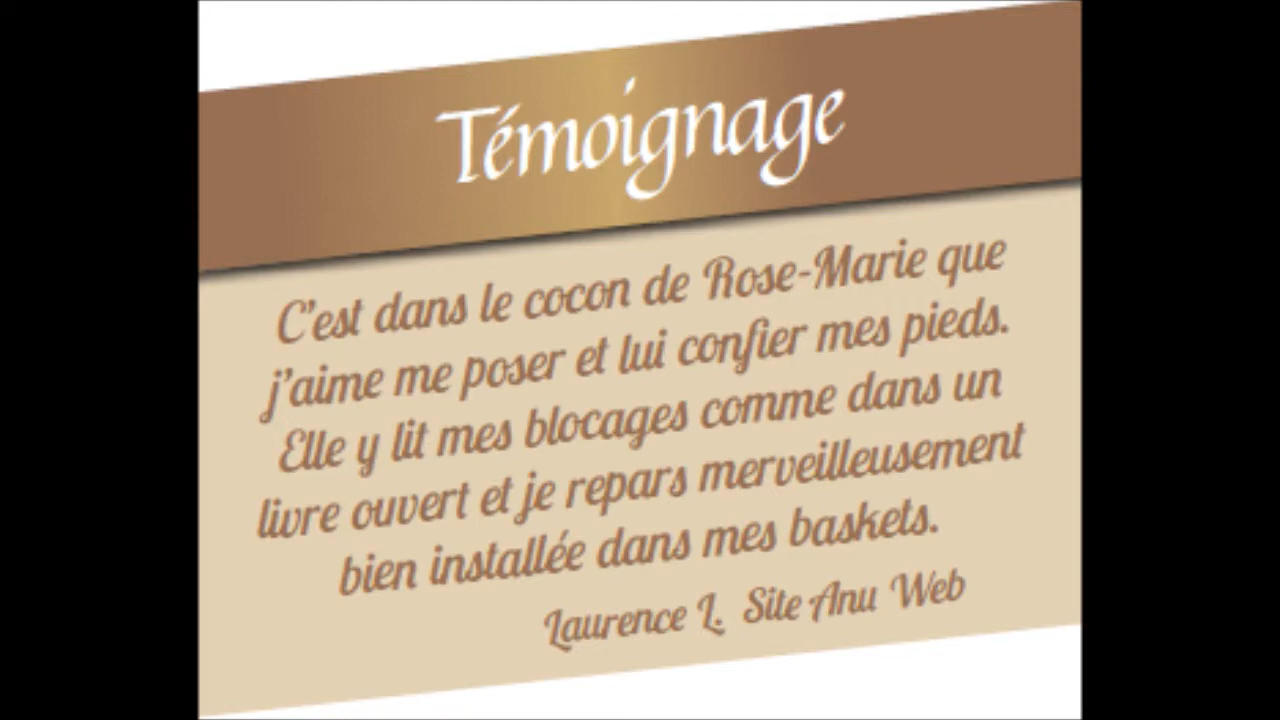 Témoignage
C'est dans le cocon de Rose-Marie que
j'aime me poser et lui confier mes pieds.
Elle y lit mes blocages comme dans un
livre ouvert et je repars merveilleusement
bien installée dans mes baskets.
Laurence L. Site Anu Web